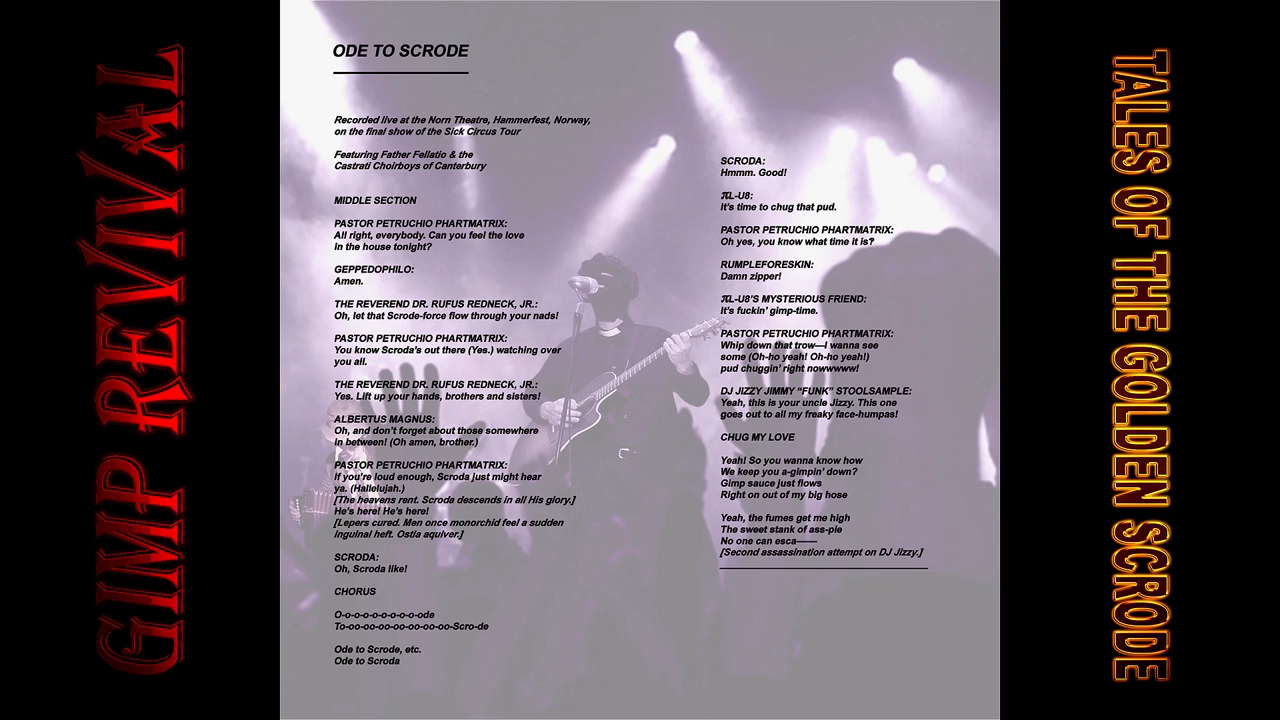 GIMP REVIVAL
ODE TO SCRODE
Recorded live at the Norn Theatre, Hammerfest, Norway,
on the final show of the Sick Circus Tour
Featuring Father Fellatio & the
Castrati Choirboys of Canterbury
MIDDLE SECTION
PASTOR PETRUCHIO PHARTMATRIX:
All right, everybody. Can you feel the love
in the house tonight?
GEPPEDOPHILO:
Amen.
THE REVEREND DR. RUFUS REDNECK, JR.:
Oh, let that Scrode-force flow through your nads!
PASTOR PETRUCHIO PHARTMATRIX:
You know Scroda's out there (Yes.) watching over
you all.
THE REVEREND DR. RUFUS REDNECK, JR.:
Yes. Lift up your hands, brothers and sisters!
ALBERTUS MAGNUS:
Oh, and don't forget about those somewhere
in between! (Oh amen, brother.)
PASTOR PETRUCHIO PHARTMATRIX:
If you're loud enough, Scroda just might hear
ya. (Hallelujah.)
[The heavens rent. Scroda descends in all His glory.]
He's here! He's here!
[Lepers cured. Men once monorchid feel a sudden
inguinal heft. Ostia aquiver.]
SCRODA:
Oh, Scroda like!
CHORUS
O-o-o-o-o-o-o-o-o-ode
To-oo-oo-oo-oo-oo-oo-oo-Scro-de
Ode to Scrode, etc.
Ode to Scroda
SCRODA:
Hmmm. Good!
πL-U8:
It's time to chug that pud.
PASTOR PETRUCHIO PHARTMATRIX:
Oh yes, you know what time it is?
RUMPLEFORESKIN:
Damn zipper!
πL-U8'S MYSTERIOUS FRIEND:
It's fuckin' gimp-time.
PASTOR PETRUCHIO PHARTMATRIX:
Whip down that trow—I wanna see
some (Oh-ho yeah! Oh-ho yeah!)
pud chuggin' right nowwwww!
DJ JIZZY JIMMY "FUNK" STOOLSAMPLE:
Yeah, this is your uncle Jizzy. This one
goes out to all my freaky face-humpas!
CHUG MY LOVE
Yeah! So you wanna know how
We keep you a-gimpin' down?
Gimp sauce just flows
Right on out of my big hose
Yeah, the fumes get me high
The sweet stank of ass-pie
No one can esca——
[Second assassination attempt on DJ Jizzy.]
TALES OF THE GOLDEN SCRODE